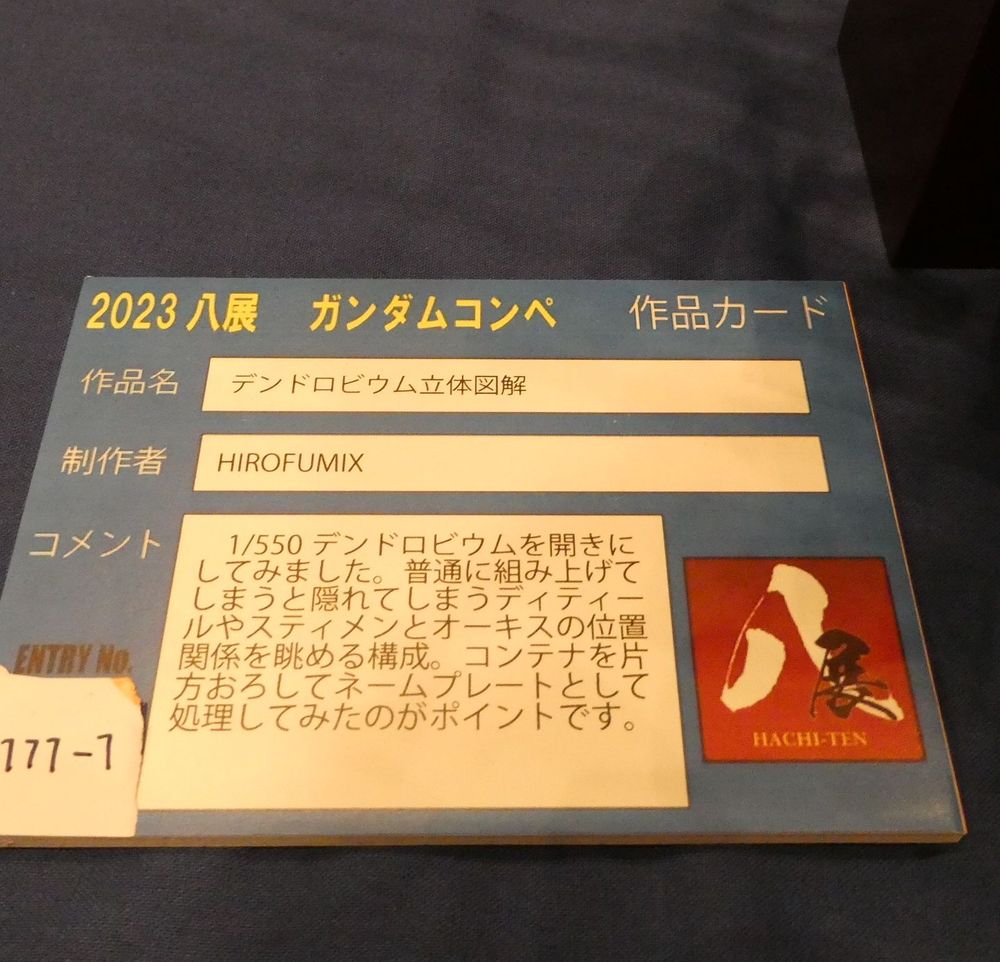 2023 八展　ガンダムコンペ　作品カード
作品名　デンドロビウム立体図解
制作者　HIROFUMIX
コメント
1/550 デンドロビウムを開きに
してみました。普通に組み上げて
しまうと隠れてしまうディティー
ルやスティメンとオーキスの位置
関係を眺める構成。コンテナを片
方おろしてネームプレートとして
処理してみたのがポイントです。
ENTRY No.
177-1
八展
HACHI-TEN